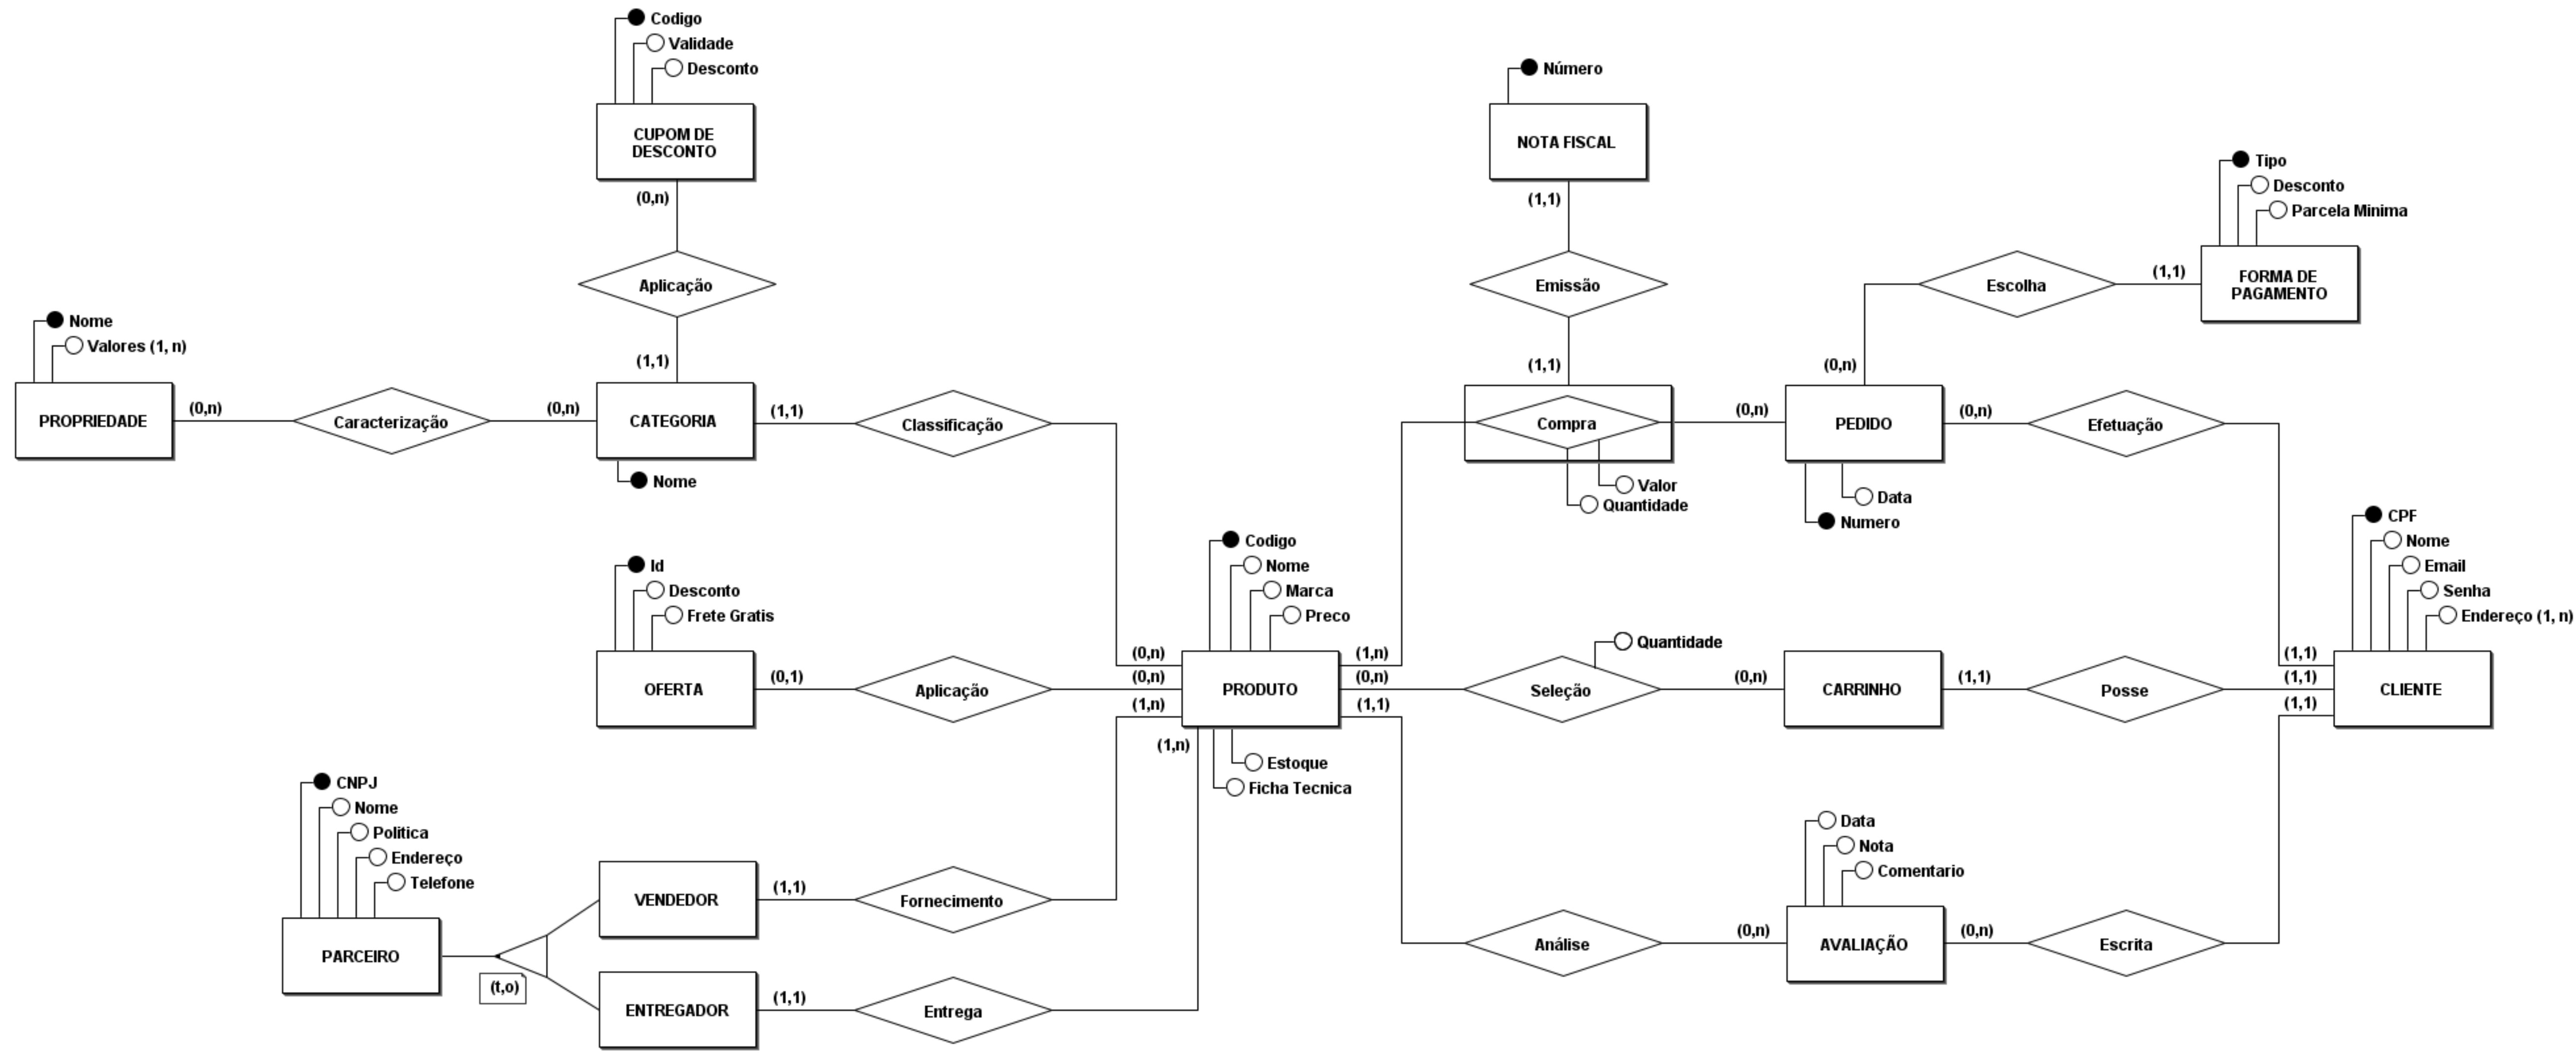 Codigo
Validade
Desconto
CUPOM DE
DESCONTO
(0,n)
Aplicação
(1,1)
Número
NOTA FISCAL
(1,1)
Emissão
(1,1)
Tipo
Desconto
Parcela Minima
FORMA DE
PAGAMENTO
(1,1)
Escolha
(0,n)
Nome
Valores (1, n)
PROPRIEDADE
(0,n)
Caracterização
(0,n)
CATEGORIA
Nome
(1,1)
Classificação
(0,n)
Compra
Valor
Quantidade
(0,n)
PEDIDO
Data
Numero
(0,n)
Efetuação
(1,1)
Id
Desconto
Frete Gratis
OFERTA
(0,1)
Aplicação
(0,n)
Codigo
Nome
Marca
Preco
PRODUTO
Estoque
Ficha Tecnica
(1,n)
(0,n)
(1,1)
Quantidade
Seleção
(0,n)
CARRINHO
(1,1)
Posse
(1,1)
CPF
Nome
Email
Senha
Endereço (1, n)
CLIENTE
(1,1)
CNPJ
Nome
Politica
Endereço
Telefone
PARCEIRO
(t,o)
VENDEDOR
(1,1)
Fornecimento
(1,n)
ENTREGADOR
(1,1)
Entrega
(1,n)
Análise
(0,n)
Data
Nota
Comentario
AVALIAÇÃO
(0,n)
Escrita